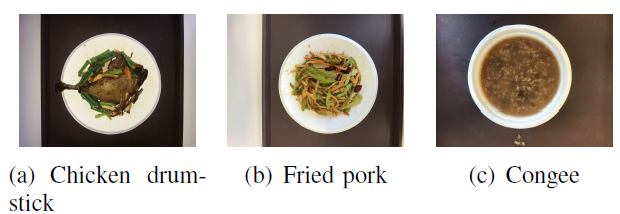 (a) Chicken drum-
stick
(b) Fried pork
(c) Congee